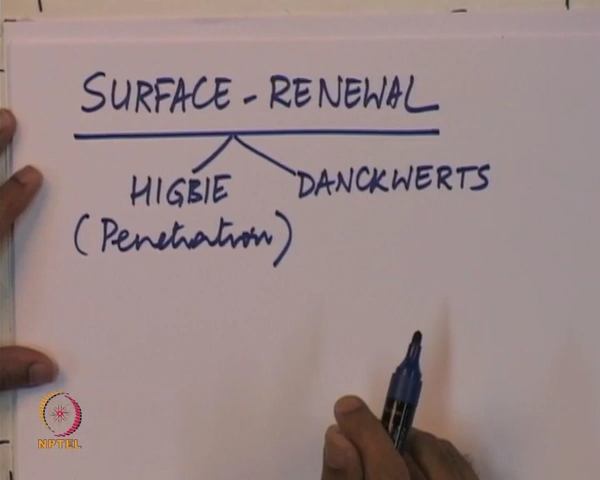 SURFACE - RENEWAL
HIGBIE DANCKWERTS
(Penetration)
NPTEL